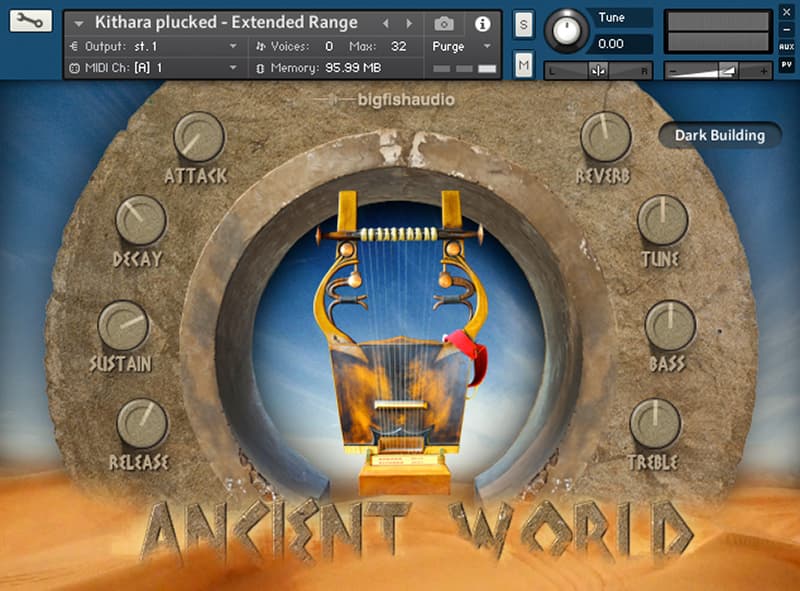 Kithara plucked - Extended Range
Output: st. 1 Voices: 0 Max: 32 Purge
MIDI Ch: [A] 1 Memory: 95.99 MB
S
M
Tune
0.00
L R
- +
×
-
AUX
PV
bigfishaudio
ATTACK
DECAY
SUSTAIN
RELEASE
REVERB
Dark Building
TUNE
BASS
TREBLE
ANCIENT WORLD